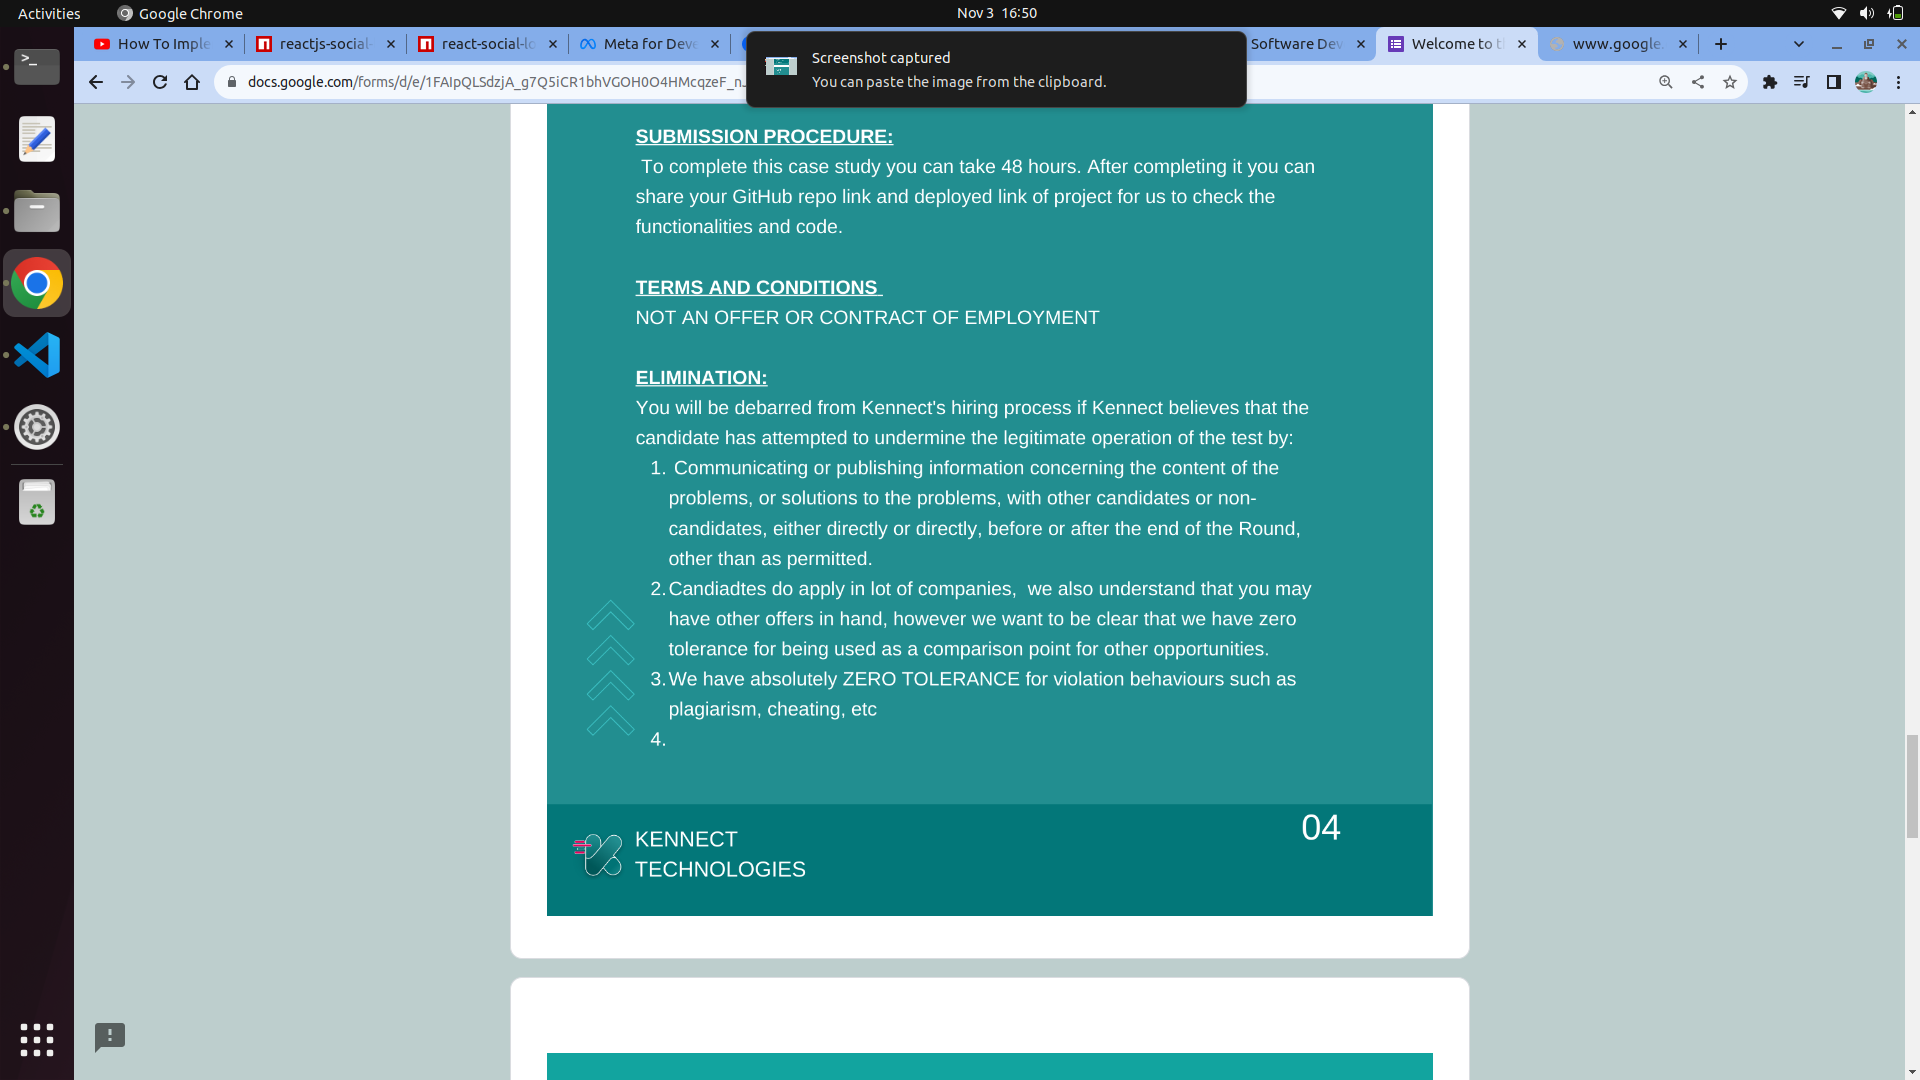 Activities
Google Chrome
Nov 3 16:50
How To Imple
reactjs-social-
react-social-lo
Meta for Deve
Software Dev
Welcome to t
www.google.
Screenshot captured
You can paste the image from the clipboard.
docs.google.com/forms/d/e/1FAIpQLSdzjA_g7Q5iCR1bhVGOH0O4HMcqzeF_n
SUBMISSION PROCEDURE:
To complete this case study you can take 48 hours. After completing it you can
share your GitHub repo link and deployed link of project for us to check the
functionalities and code.
TERMS AND CONDITIONS
NOT AN OFFER OR CONTRACT OF EMPLOYMENT
ELIMINATION:
You will be debarred from Kennect's hiring process if Kennect believes that the
candidate has attempted to undermine the legitimate operation of the test by:
1. Communicating or publishing information concerning the content of the
problems, or solutions to the problems, with other candidates or non-
candidates, either directly or directly, before or after the end of the Round,
other than as permitted.
2. Candiadtes do apply in lot of companies, we also understand that you may
have other offers in hand, however we want to be clear that we have zero
tolerance for being used as a comparison point for other opportunities.
3. We have absolutely ZERO TOLERANCE for violation behaviours such as
plagiarism, cheating, etc
4.
KENNECT
TECHNOLOGIES
04